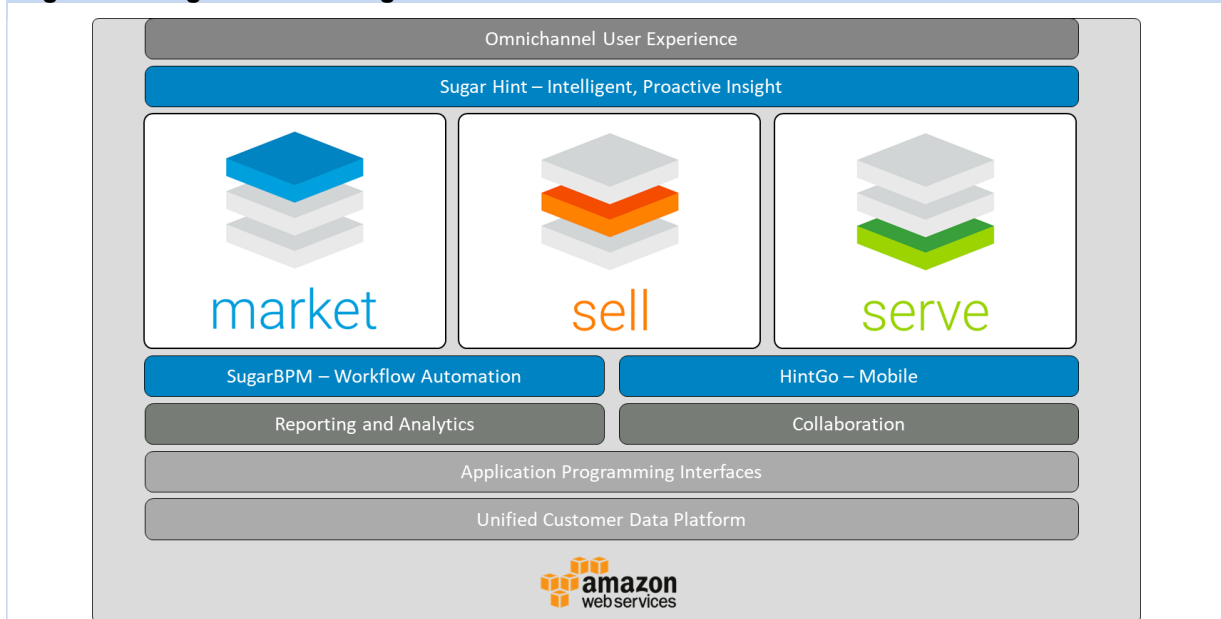 Omnichannel User Experience
Sugar Hint – Intelligent, Proactive Insight
market
sell
serve
SugarBPM – Workflow Automation
HintGo – Mobile
Reporting and Analytics
Collaboration
Application Programming Interfaces
Unified Customer Data Platform
amazon
webservices